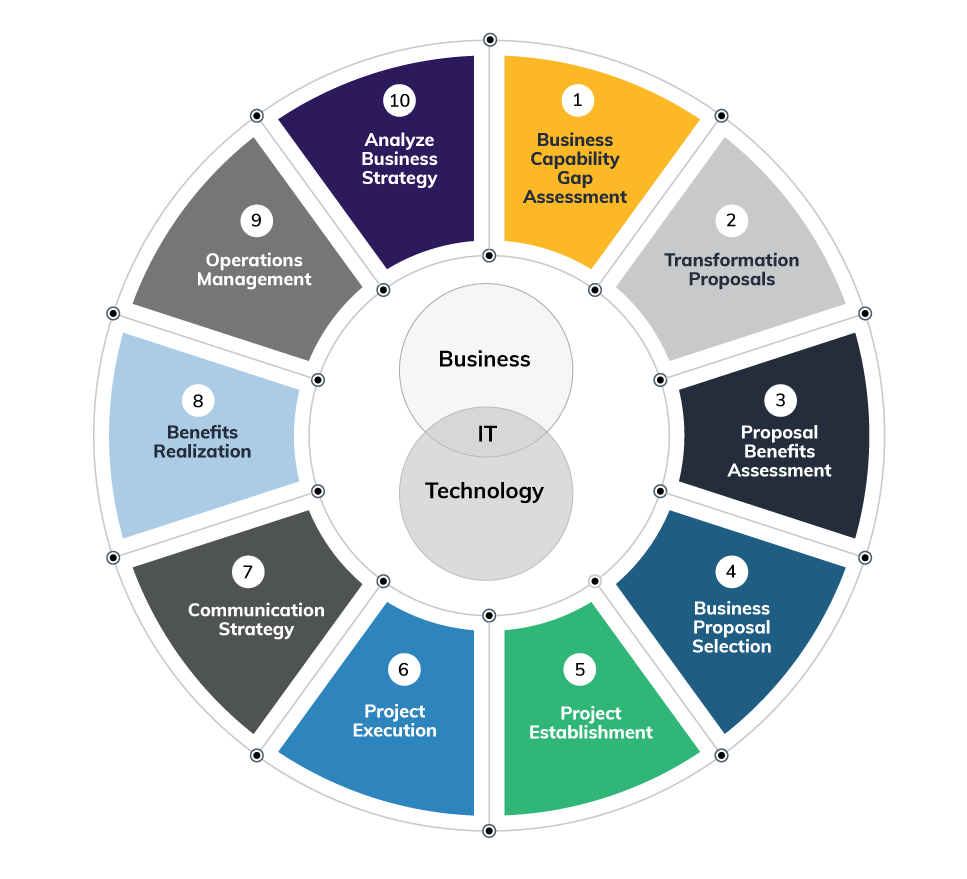 1
Business
Capability
Gap
Assessment
2
Transformation
Proposals
3
Proposal
Benefits
Assessment
4
Business
Proposal
Selection
5
Project
Establishment
6
Project
Execution
7
Communication
Strategy
8
Benefits
Realization
9
Operations
Management
10
Analyze
Business
Strategy
Business
IT
Technology